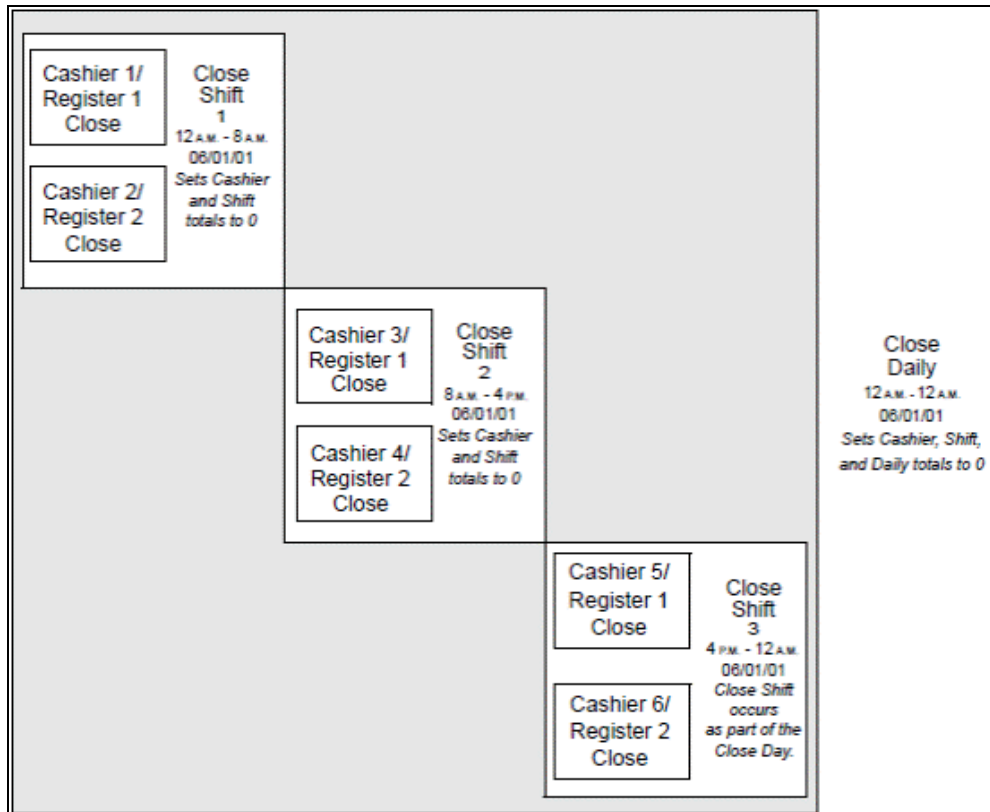 Cashier 1/
Register 1
Close
Cashier 2/
Register 2
Close
Close
Shift
1
12 A.M. - 8 A.M.
06/01/01
Sets Cashier
and Shift
totals to 0
Cashier 3/
Register 1
Close
Cashier 4/
Register 2
Close
Close
Shift
2
8 A.M. - 4 P.M.
06/01/01
Sets Cashier
and Shift
totals to 0
Cashier 5/
Register 1
Close
Cashier 6/
Register 2
Close
Close
Shift
3
4 P.M. - 12 A.M.
06/01/01
Close Shift
occurs
as part of the
Close Day.
Close
Daily
12 A.M. - 12 A.M.
06/01/01
Sets Cashier, Shift,
and Daily totals to 0